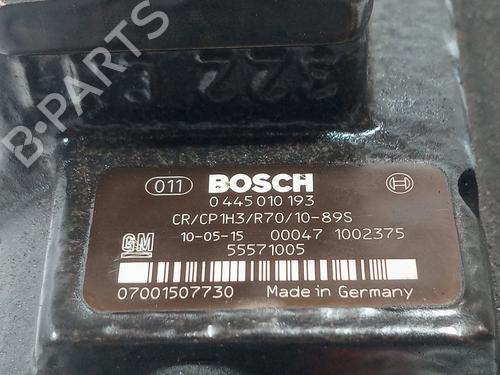 B-PARTS
322
011 BOSCH
0 445 010 193
CR/CP1H3/R70/10-89S
GM 10-05-15 00047 1002375
55571005
07001507730 Made in Germany